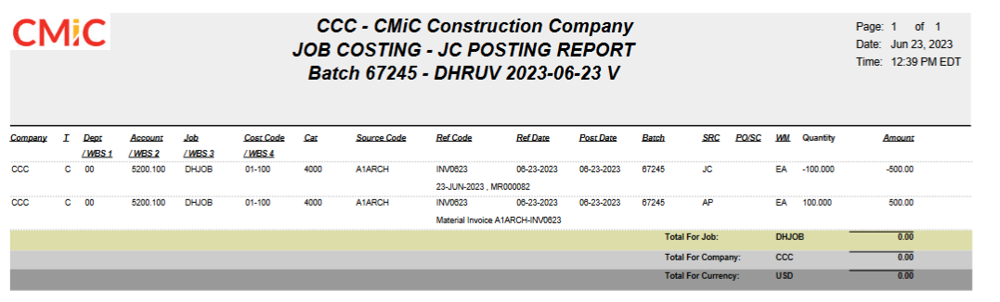 CMiC
CCC - CMiC Construction Company
JOB COSTING - JC POSTING REPORT
Batch 67245 - DHRUV 2023-06-23 V
Page: 1 of 1
Date: Jun 23, 2023
Time: 12:39 PM EDT
Company T Dept Account Job Cost Code Cat Source Code Ref Code Ref Date Post Date Batch SRC PO/SC WM Quantity Amount
/ WBS 1 / WBS 2 / WBS 3 / WBS 4
CCC C 00 5200.100 DHJOB 01-100 4000 A1ARCH INV0623 06-23-2023 06-23-2023 67245 JC EA -100.000 -500.00
23-JUN-2023 , MR000082
CCC C 00 5200.100 DHJOB 01-100 4000 A1ARCH INV0623 06-23-2023 06-23-2023 67245 AP EA 100.000 500.00
Material Invoice A1ARCH-INV0623
Total For Job: DHJOB 0.00
Total For Company: CCC 0.00
Total For Currency: USD 0.00